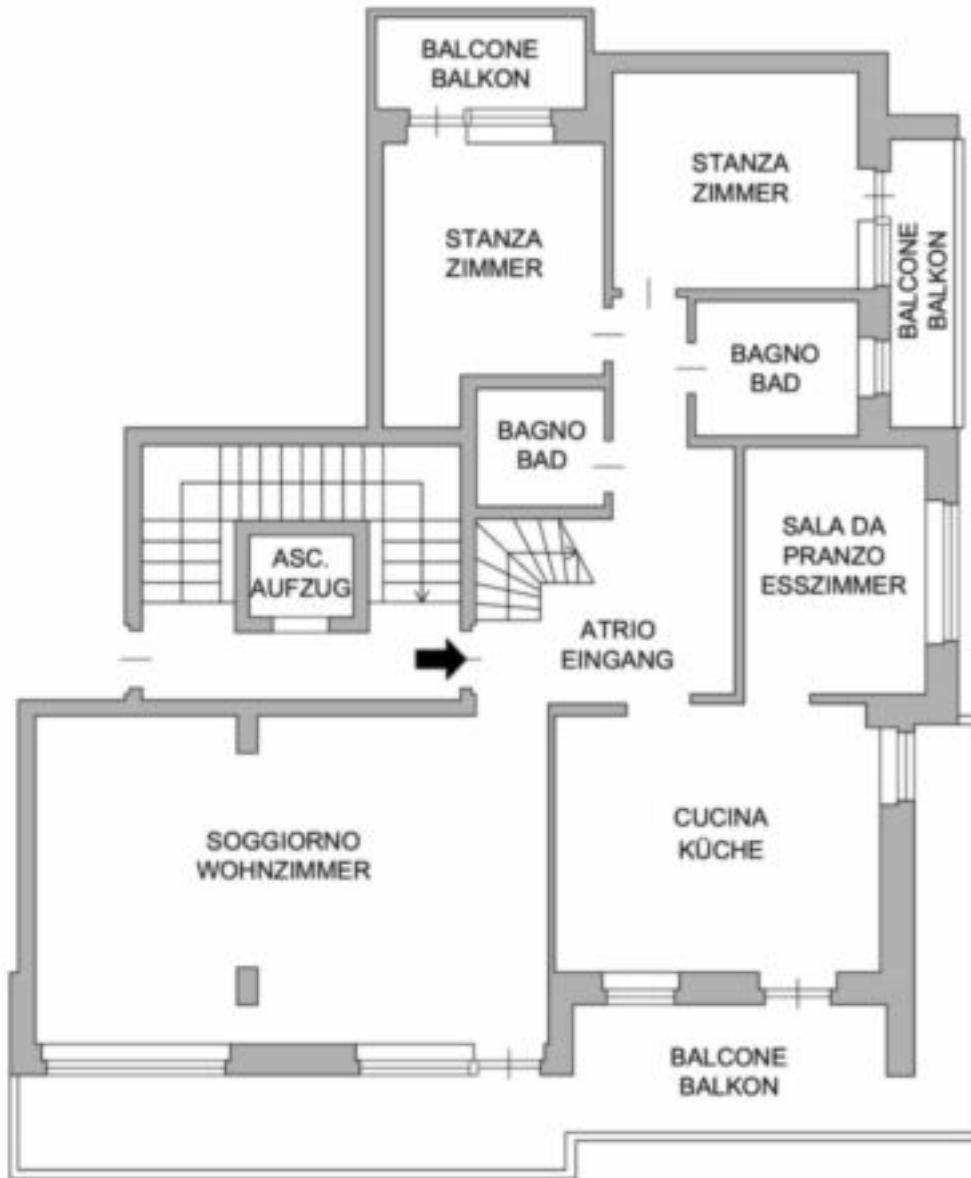 BALCONE
BALKON
STANZA
ZIMMER
STANZA
ZIMMER
BALCONE
BALKON
BAGNO
BAD
BAGNO
BAD
SALA DA
PRANZO
ESSZIMMER
ASC.
AUFZUG
ATRIO
EINGANG
CUCINA
KÜCHE
SOGGIORNO
WOHNZIMMER
BALCONE
BALKON